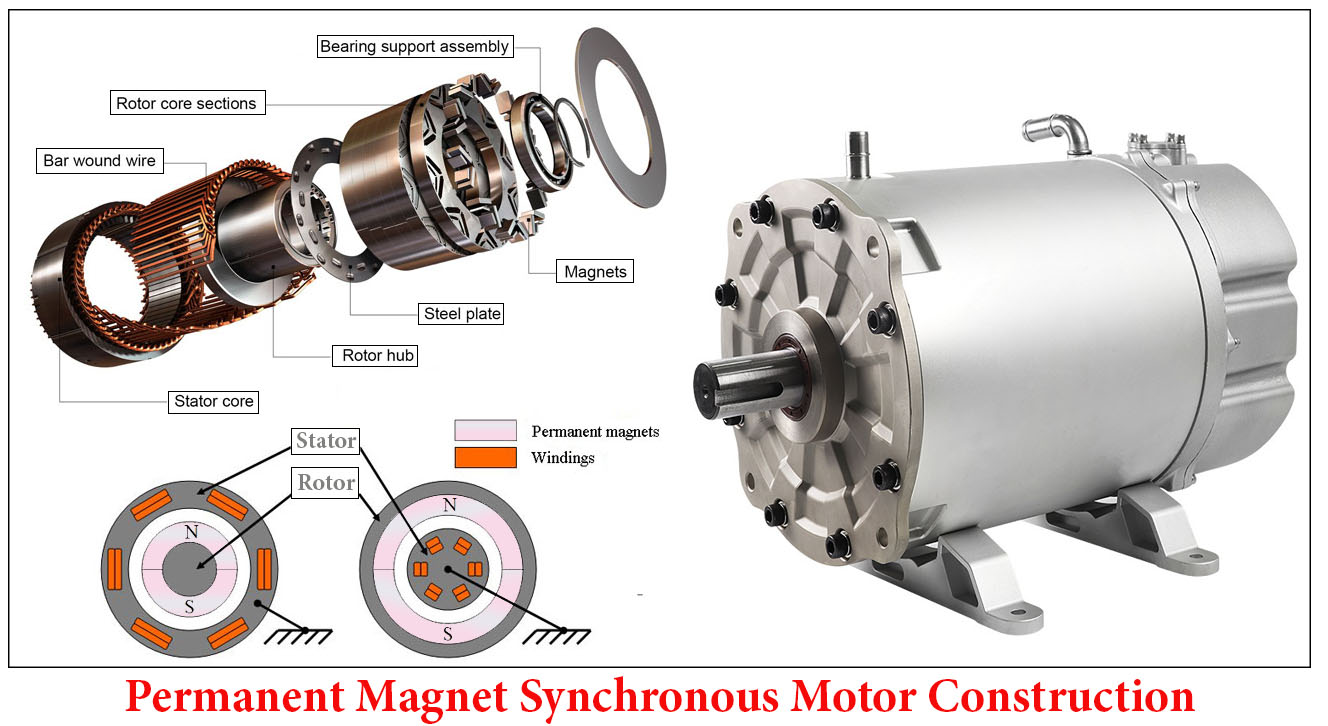 Bearing support assembly
Rotor core sections
Bar wound wire
Magnets
Steel plate
Rotor hub
Stator core
Permanent magnets
Windings
Stator
Rotor
N
S
N
S
Permanent Magnet Synchronous Motor Construction